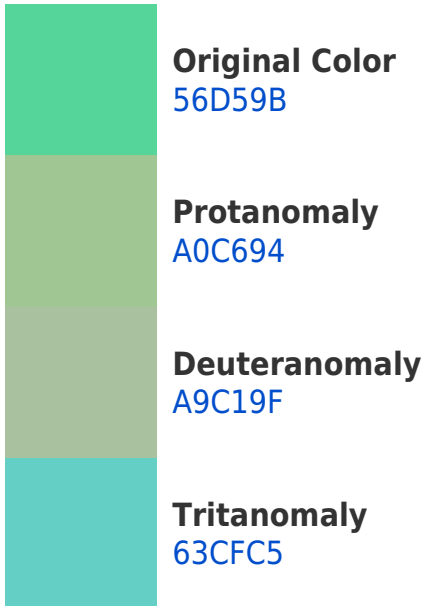 Original Color
56D59B
Protanomaly
A0C694
Deuteranomaly
A9C19F
Tritanomaly
63CFC5